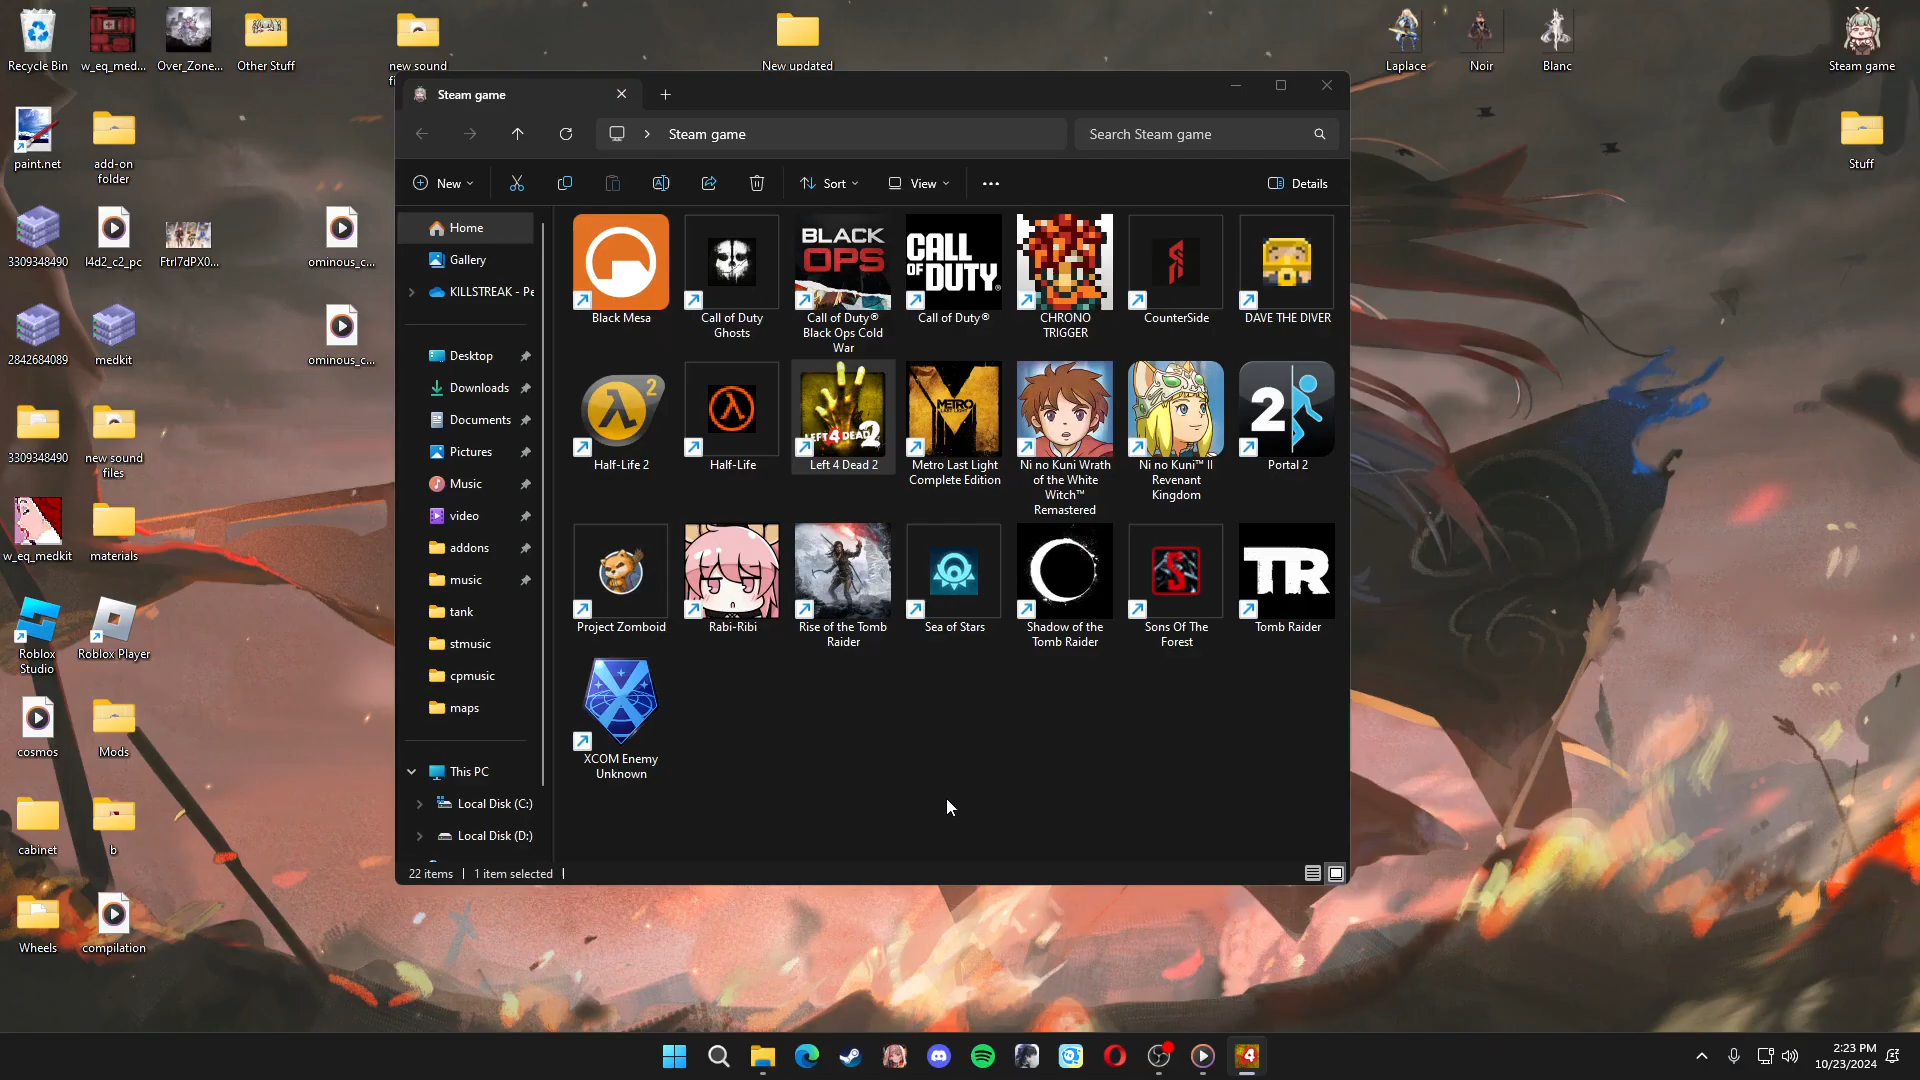 Recycle Bin
w_eq_med...
Over_Zone...
Other Stuff
new sound
New updated
Laplace
Noir
Blanc
Steam game
Steam game
Steam game
Search Steam game
New
Sort
View
Details
paint.net
add-on
folder
Stuff
3309348490
l4d2_c2_pc
Ftrl7dPX0...
ominous_c...
2842684089
medkit
ominous_c...
3309348490
new sound
files
w_eq_medkit
materials
Roblox
Studio
Roblox Player
cosmos
Mods
cabinet
b
Wheels
compilation
Home
Gallery
KILLSTREAK - Pe
Desktop
Downloads
Documents
Pictures
Music
video
addons
music
tank
stmusic
cpmusic
maps
This PC
Local Disk (C:)
Local Disk (D:)
BLACK
OPS
CALL
OF DUTY®
Black Mesa
Call of Duty
Ghosts
Call of Duty®
Black Ops Cold
War
Call of Duty®
CHRONO
TRIGGER
CounterSide
DAVE THE DIVER
2
LEFT 4 DEAD 2
METRO
2
Half-Life 2
Half-Life
Left 4 Dead 2
Metro Last Light
Complete Edition
Ni no Kuni Wrath
of the White
Witch™
Remastered
Ni no Kuni™ II
Revenant
Kingdom
Portal 2
S
TR
Project Zomboid
Rabi-Ribi
Rise of the Tomb
Raider
Sea of Stars
Shadow of the
Tomb Raider
Sons Of The
Forest
Tomb Raider
XCOM Enemy
Unknown
22 items
1 item selected
4
2:23 PM
10/23/2024